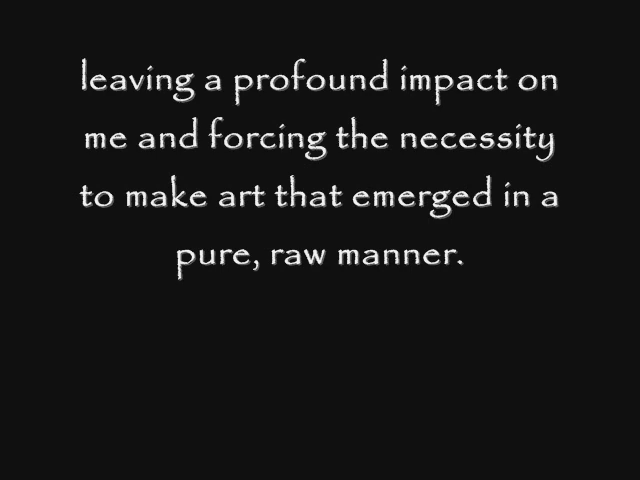 leaving a profound impact on
me and forcing the necessity
to make art that emerged in a
pure, raw manner.